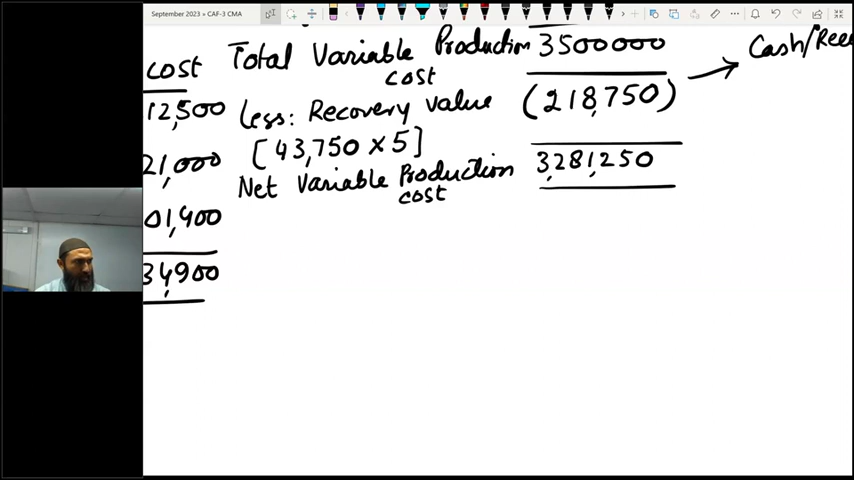 September 2023 » CAF-3 CMA
Total Variable Production 3500000
cost
Cash/
cost
12,500
Less: Recovery value (218,750)
[43,750 x 5]
21,000
Net Variable Production 3,281,250
cost
01,400
34,900